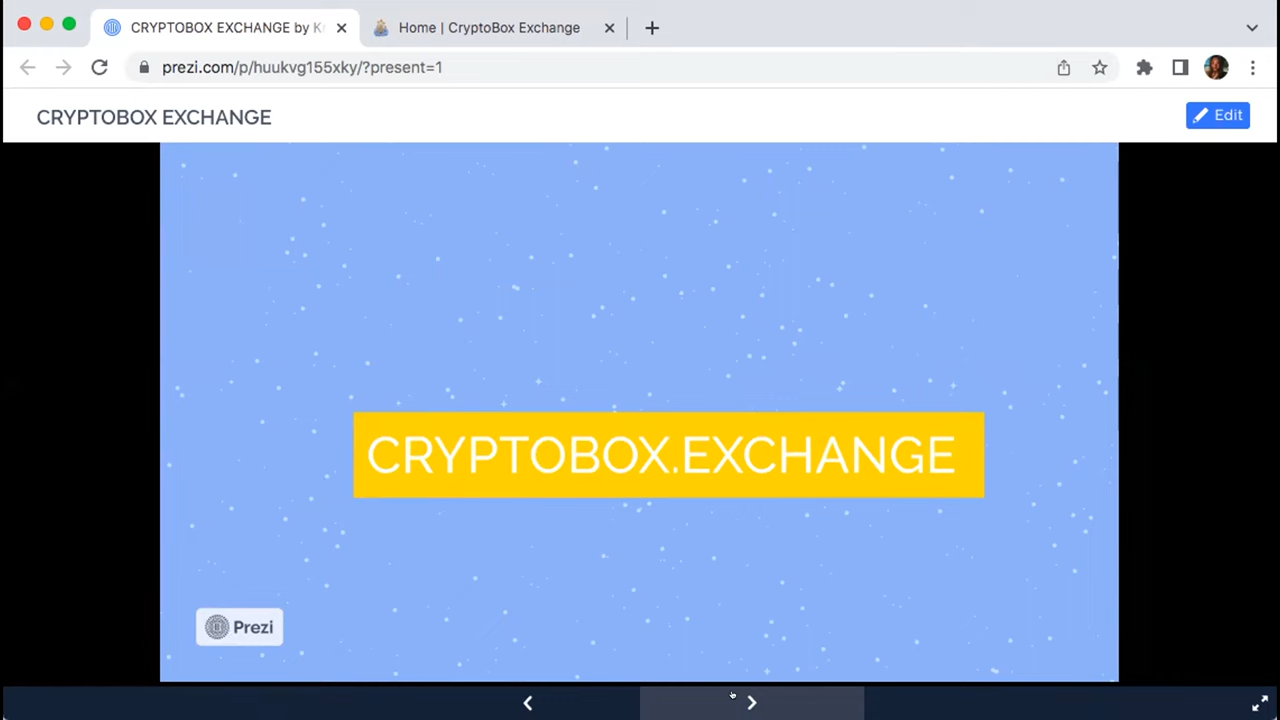 CRYPTOBOX EXCHANGE by K
Home | CryptoBox Exchange
prezi.com/p/huukvg155xky/?present=1
CRYPTOBOX EXCHANGE
Edit
CRYPTOBOX.EXCHANGE
Prezi